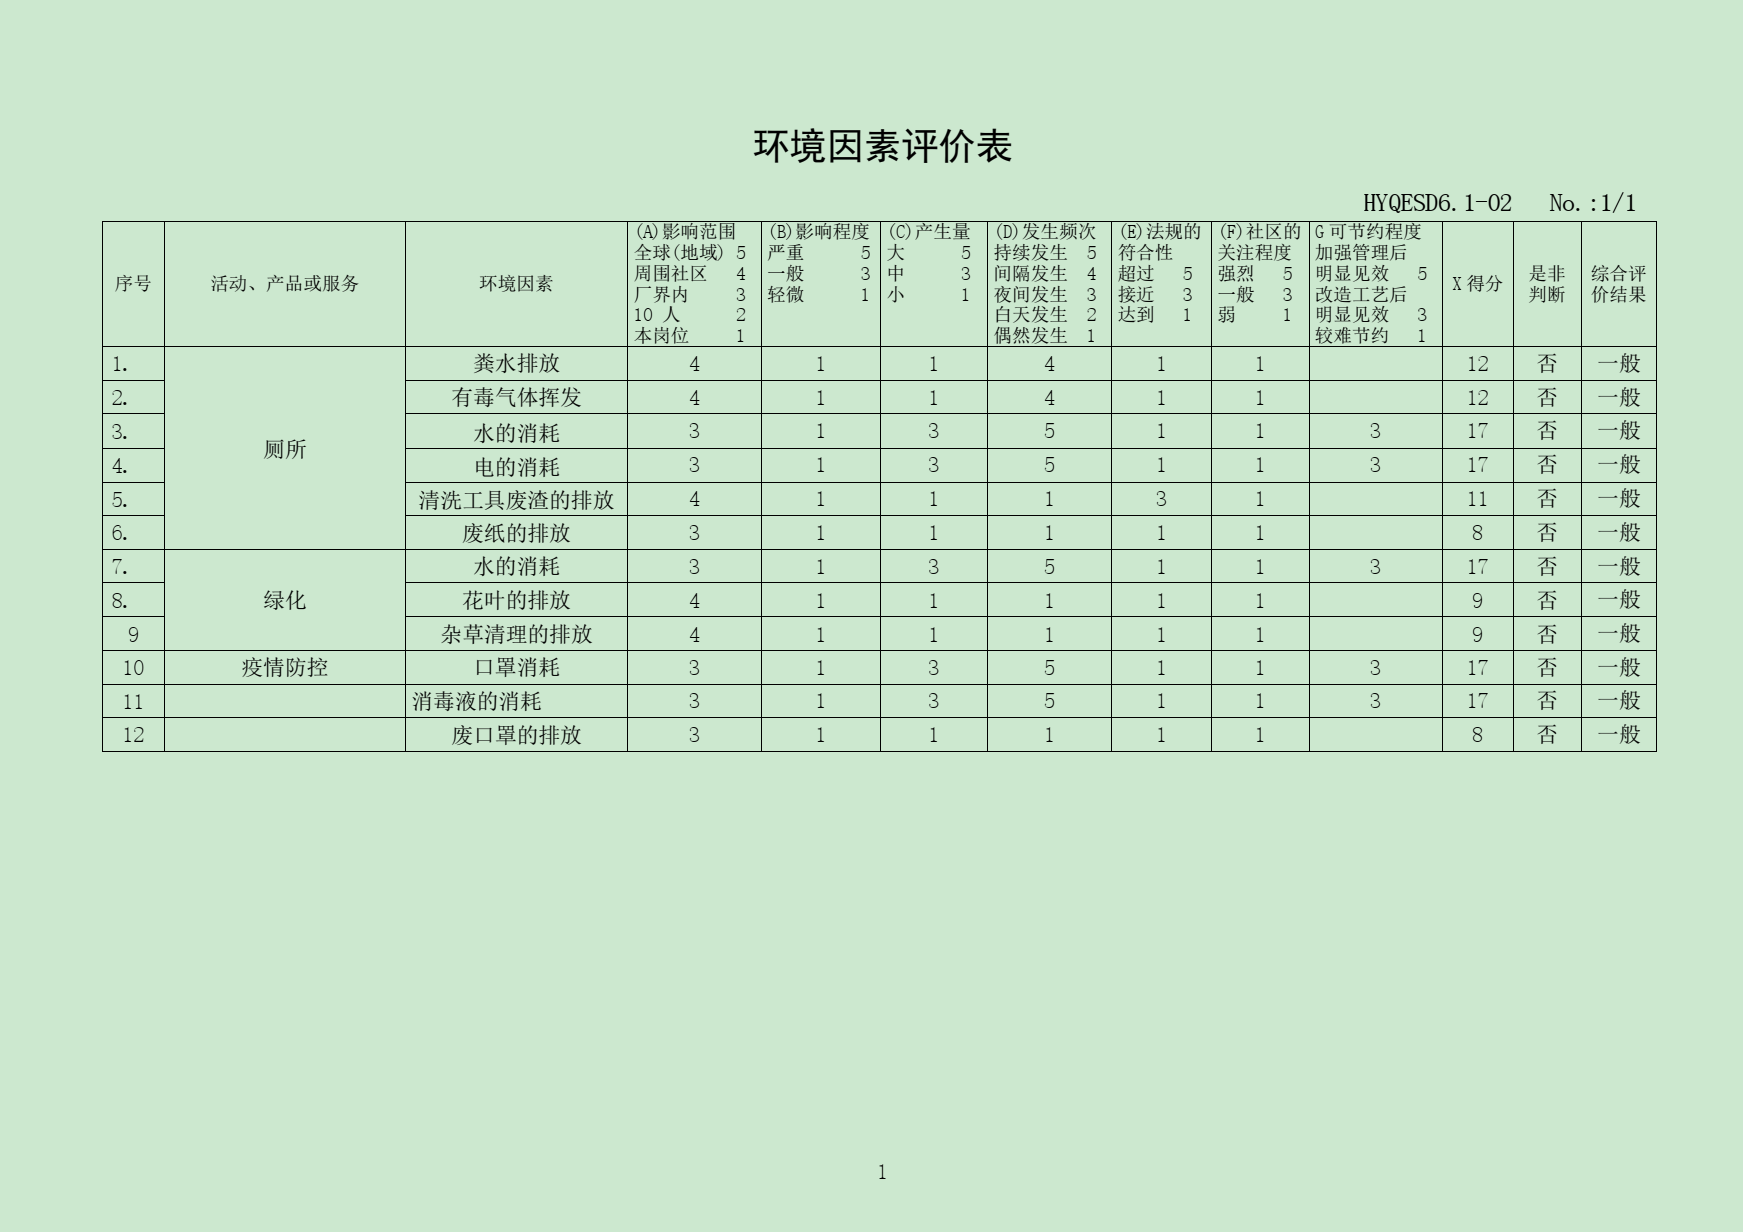 环境因素评价表
HYQESD6.1-02 No.:1/1
序号 活动、产品或服务 环境因素 (A)影响范围 全球(地域) 5 周围社区 4 厂界内 3 10 人 2 本岗位 1 (B)影响程度 严重 5 一般 3 轻微 1 (C)产生量 大 5 中 3 小 1 (D)发生频次 持续发生 5 间隔发生 4 夜间发生 3 白天发生 2 偶然发生 1 (E)法规的符合性 超过 5 接近 3 达到 1 (F)社区的关注程度 强烈 5 一般 3 弱 1 G可节约程度 加强管理后明显见效 5 改造工艺后明显见效 3 较难节约 1 X得分 是非判断 综合评价结果
1. 厕所 粪水排放 4 1 1 4 1 1 12 否 一般
2. 有毒气体挥发 4 1 1 4 1 1 12 否 一般
3. 水的消耗 3 1 3 5 1 1 3 17 否 一般
4. 电的消耗 3 1 3 5 1 1 3 17 否 一般
5. 清洗工具废渣的排放 4 1 1 1 3 1 11 否 一般
6. 废纸的排放 3 1 1 1 1 1 8 否 一般
7. 绿化 水的消耗 3 1 3 5 1 1 3 17 否 一般
8. 花叶的排放 4 1 1 1 1 1 9 否 一般
9 杂草清理的排放 4 1 1 1 1 1 9 否 一般
10 疫情防控 口罩消耗 3 1 3 5 1 1 3 17 否 一般
11 消毒液的消耗 3 1 3 5 1 1 3 17 否 一般
12 废口罩的排放 3 1 1 1 1 1 8 否 一般
1